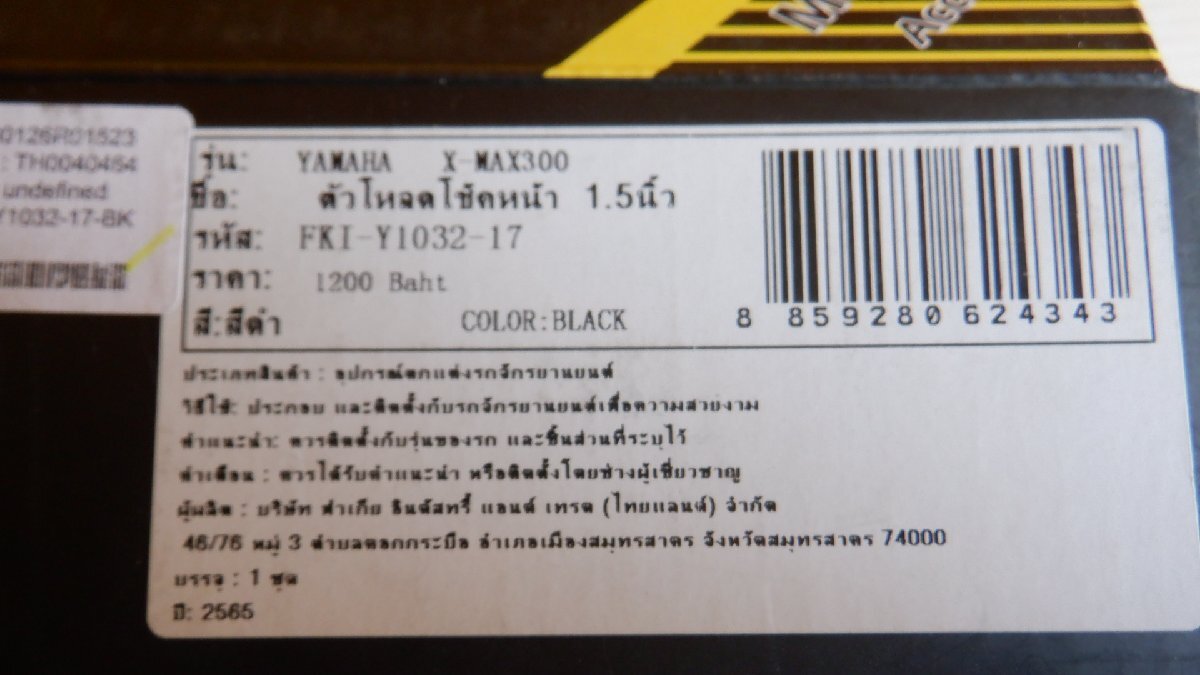 0126R01523
: TH0040464
undefined
Y1032-17-BK
รุ่น: YAMAHA X-MAX300
ชื่อ: ตัวโหลดโช้คหน้า 1.5นิ้ว
รหัส: FKI-Y1032-17
ราคา: 1200 Baht
สี:สีดำ COLOR:BLACK
8 859280 624343
ประเภทสินค้า : อุปกรณ์ตกแต่งรถจักรยานยนต์
วิธีใช้: ประกอบ และติดตั้งกับรถจักรยานยนต์เพื่อความสวยงาม
คำแนะนำ: ควรติดตั้งกับรุ่นของรถ และชิ้นส่วนที่ระบุไว้
คำเตือน : ควรได้รับคำแนะนำ หรือติดตั้งโดยช่างผู้เชี่ยวชาญ
ผู้ผลิต : บริษัท ฟาเกีย อินดัสทรี้ แอนด์ เทรด (ไทยแลนด์) จำกัด
46/76 หมู่ 3 ตำบลคอกกระบือ อำเภอเมืองสมุทรสาคร จังหวัดสมุทรสาคร 74000
บรรจุ : 1 ชุด
ปี: 2565